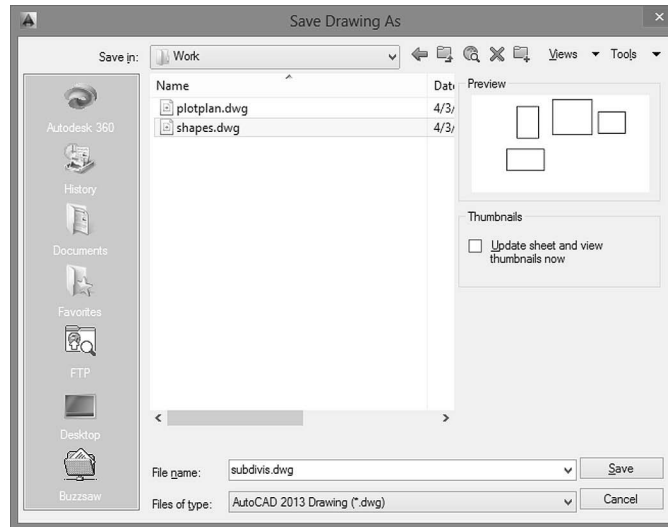 Save Drawing As
Save in: Work Views Tools
Autodesk 360
History
Documents
Favorites
FTP
Desktop
Buzzsaw
Name Date
plotplan.dwg 4/3/
shapes.dwg 4/3/
Preview
Thumbnails
Update sheet and view
thumbnails now
File name: subdivis.dwg Save
Files of type: AutoCAD 2013 Drawing (*.dwg) Cancel